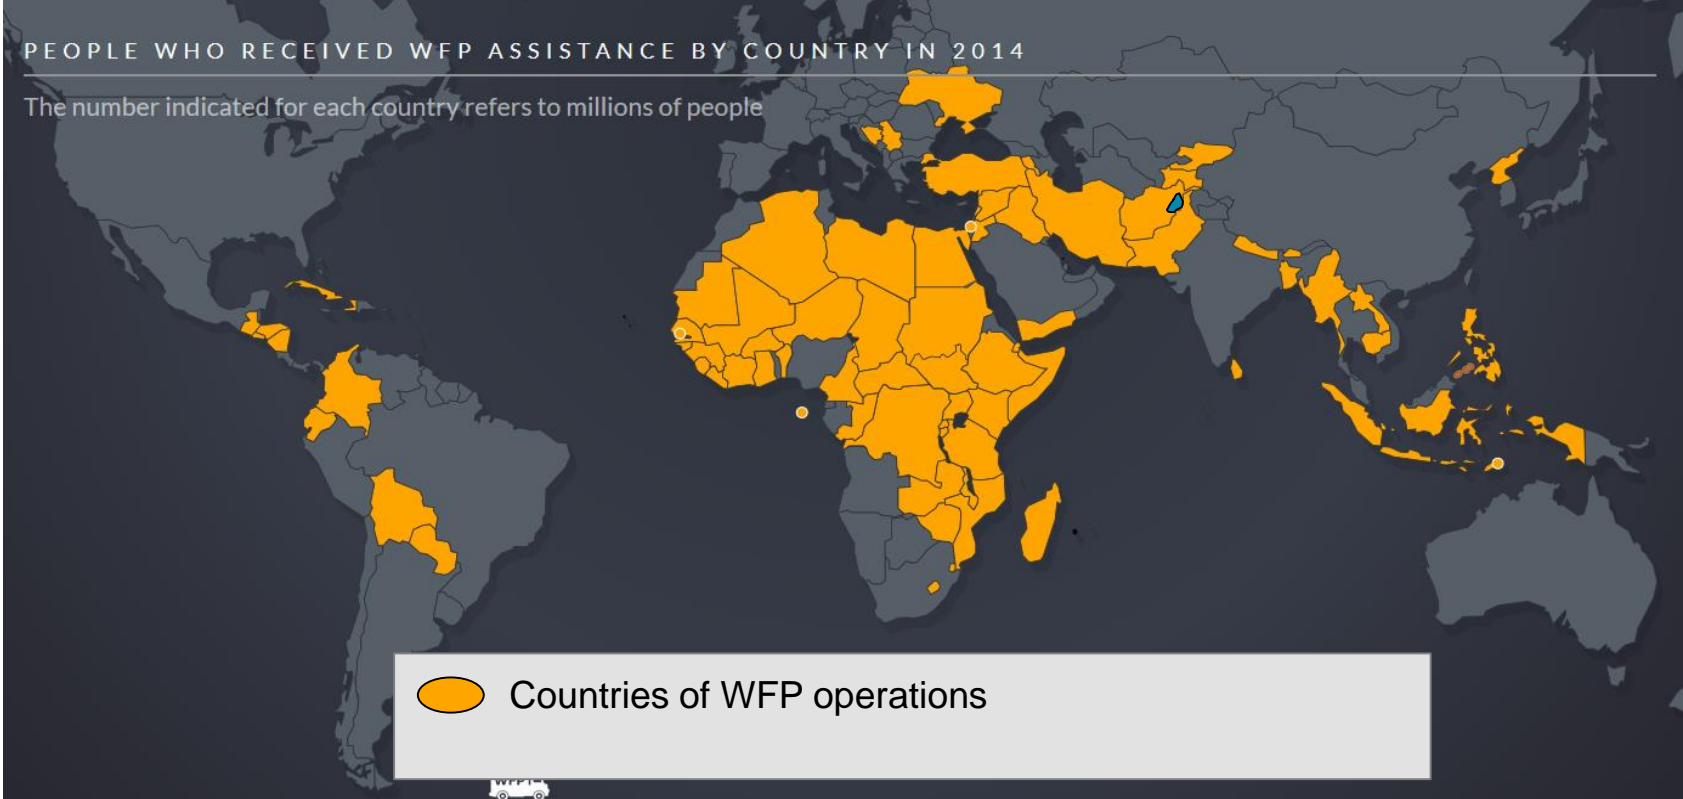 PEOPLE WHO RECEIVED WFP ASSISTANCE BY COUNTRY IN 2014
The number indicated for each country refers to millions of people
Countries of WFP operations
WFP